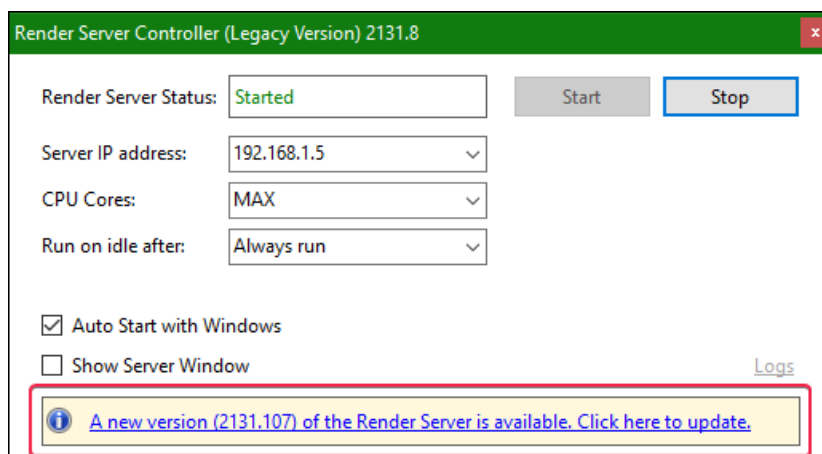 Render Server Controller (Legacy Version) 2131.8 x
Render Server Status: Started Start Stop
Server IP address: 192.168.1.5
CPU Cores: MAX
Run on idle after: Always run
Auto Start with Windows
Show Server Window Logs
A new version (2131.107) of the Render Server is available. Click here to update.